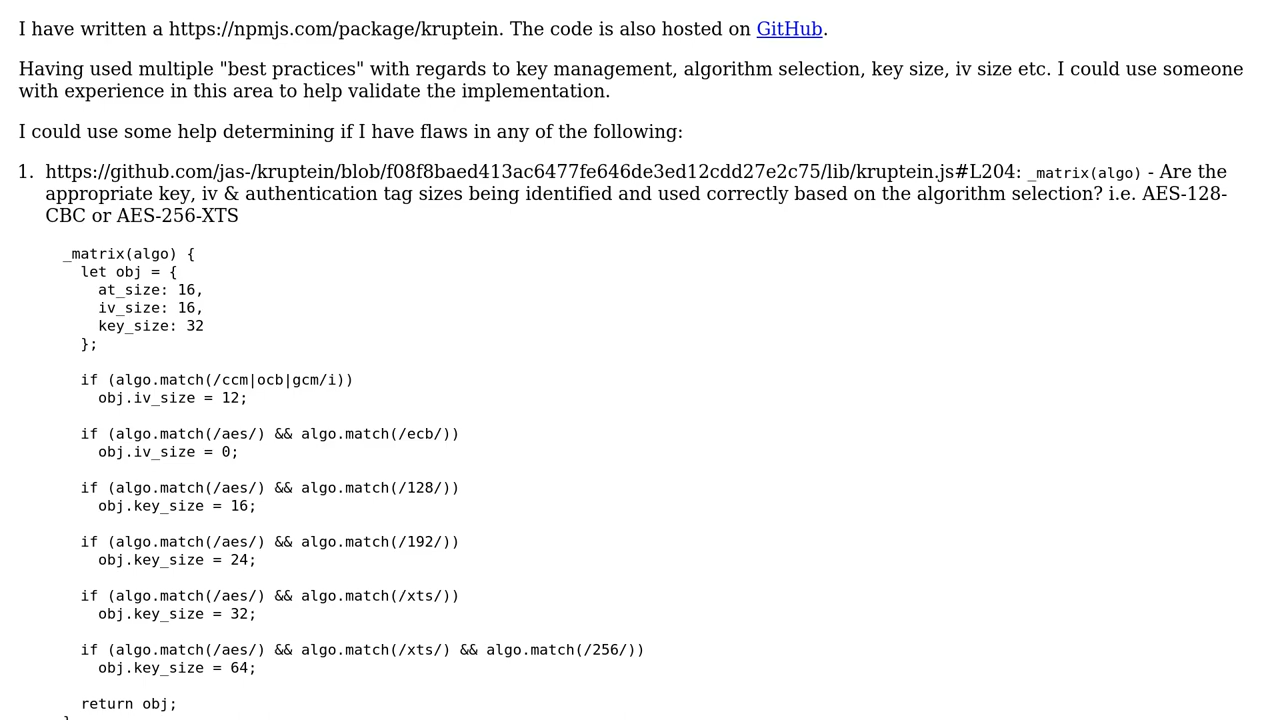 I have written a https://npmjs.com/package/kruptein. The code is also hosted on GitHub.
Having used multiple "best practices" with regards to key management, algorithm selection, key size, iv size etc. I could use someone
with experience in this area to help validate the implementation.
I could use some help determining if I have flaws in any of the following:
1. https://github.com/jas-/kruptein/blob/f08f8baed413ac6477fe646de3ed12cdd27e2c75/lib/kruptein.js#L204: _matrix(algo) - Are the
appropriate key, iv & authentication tag sizes being identified and used correctly based on the algorithm selection? i.e. AES-128-
CBC or AES-256-XTS
_matrix(algo) {
  let obj = {
    at_size: 16,
    iv_size: 16,
    key_size: 32
  };
  if (algo.match(/ccm|ocb|gcm/i))
    obj.iv_size = 12;
  if (algo.match(/aes/) && algo.match(/ecb/))
    obj.iv_size = 0;
  if (algo.match(/aes/) && algo.match(/128/))
    obj.key_size = 16;
  if (algo.match(/aes/) && algo.match(/192/))
    obj.key_size = 24;
  if (algo.match(/aes/) && algo.match(/xts/))
    obj.key_size = 32;
  if (algo.match(/aes/) && algo.match(/xts/) && algo.match(/256/))
    obj.key_size = 64;
  return obj;
}